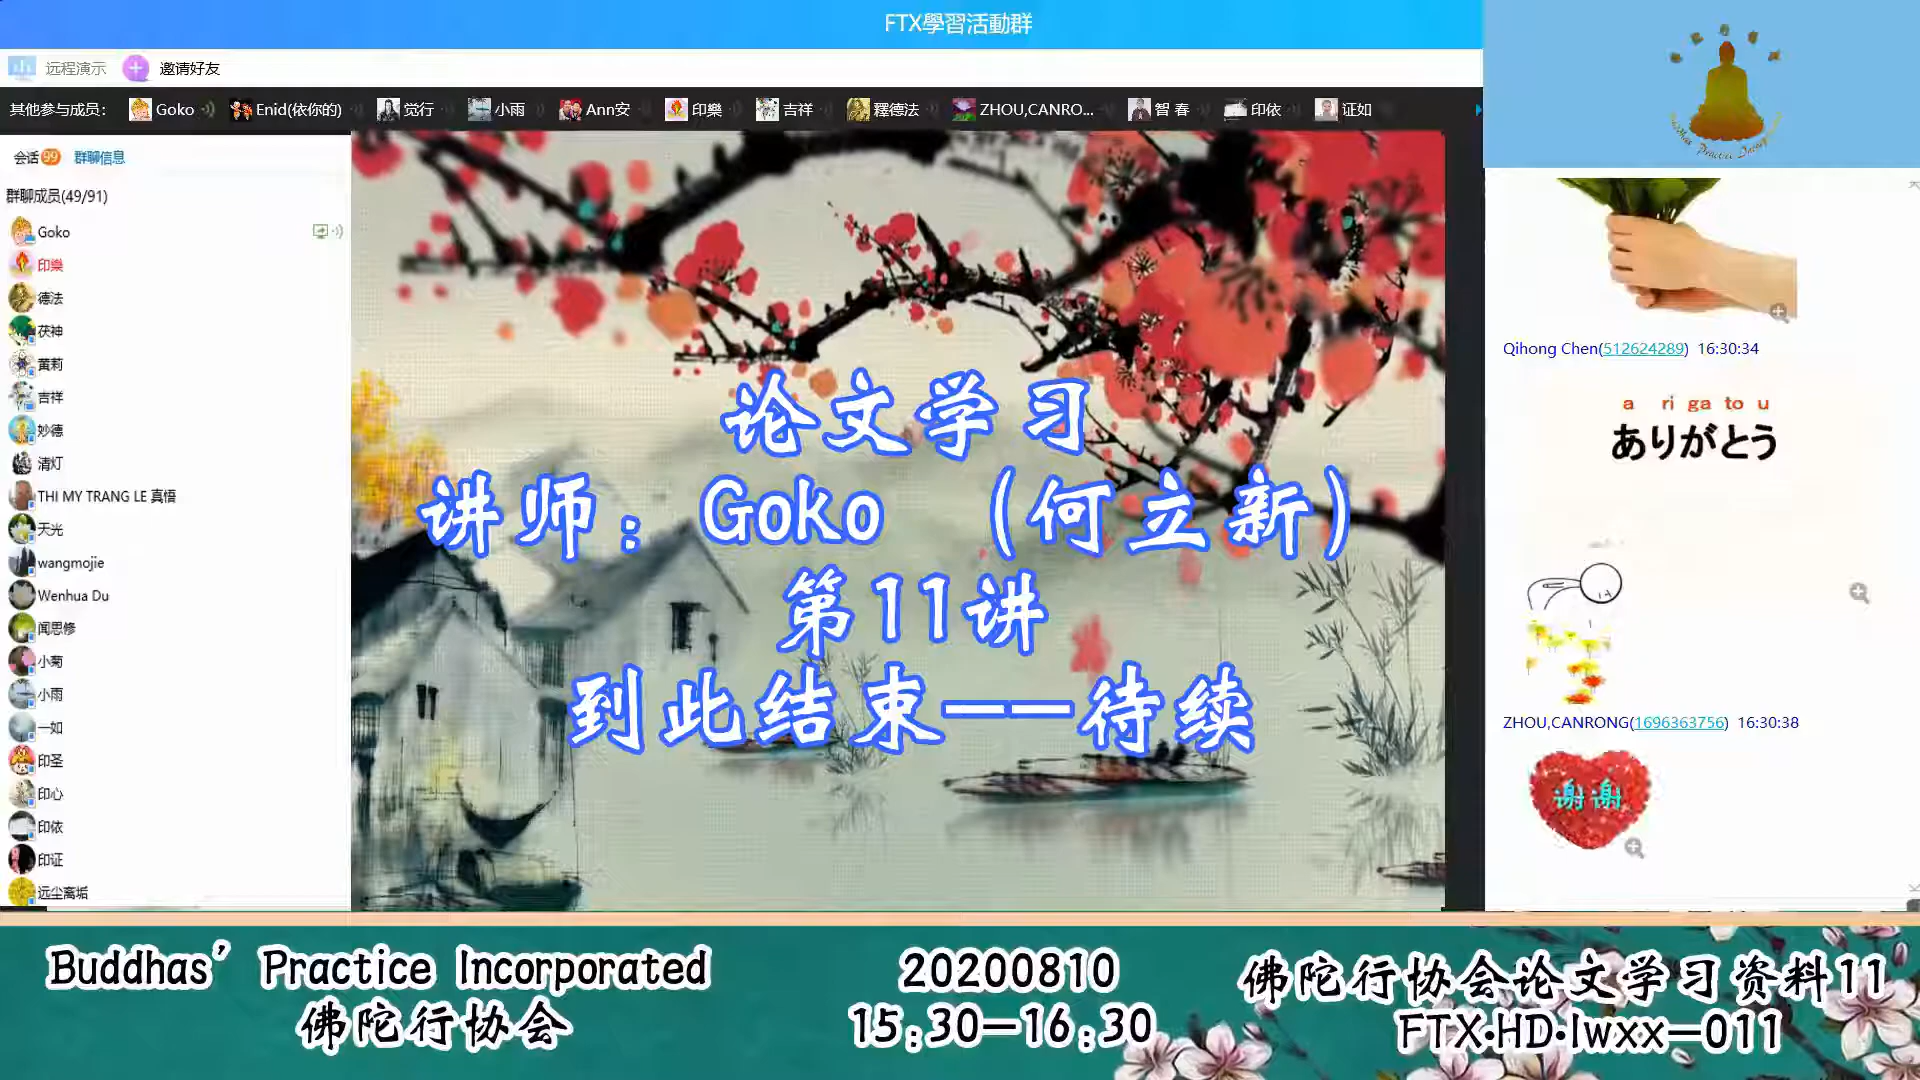 FTX學習活動群
远程演示 邀请好友
其他参与成员: Goko Enid(依你的) 觉行 小雨 Ann安 印樂 吉祥 釋德法 ZHOU,CANRO... 智 春 印依 证如
会话 99 群聊信息
群聊成员(49/91)
Goko
印樂
德法
茯神
黄莉
吉祥
妙德
清灯
THI MY TRANG LE 真悟
天光
wangmojie
Wenhua Du
闻思修
小菊
小雨
一如
印圣
印心
印依
印证
远尘离垢
论文学习
讲师: Goko (何立新)
第11讲
到此结束——待续
Qihong Chen(512624289) 16:30:34
a ri ga to u
ありがとう
ZHOU,CANRONG(1696363756) 16:30:38
谢谢
Buddhas' Practice Incorporated
佛陀行协会
20200810
15:30—16:30
佛陀行协会论文学习资料11
FTX·HD·lwxx—011